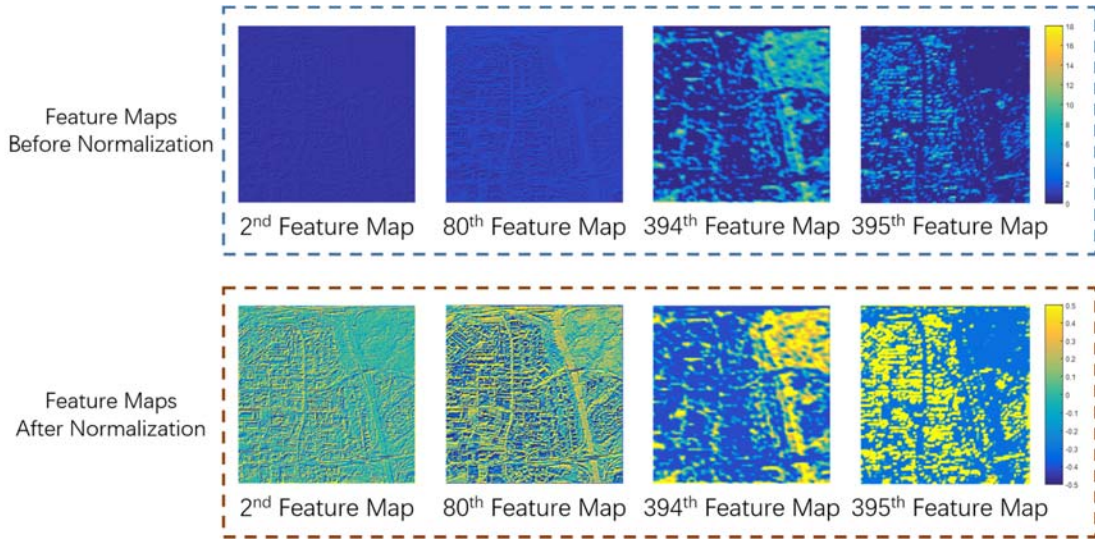 Feature Maps
Before Normalization
2nd Feature Map
80th Feature Map
394th Feature Map
395th Feature Map
18
16
14
12
10
8
6
4
2
0
Feature Maps
After Normalization
2nd Feature Map
80th Feature Map
394th Feature Map
395th Feature Map
0.5
0.4
0.3
0.2
0.1
0
-0.1
-0.2
-0.3
-0.4
-0.5